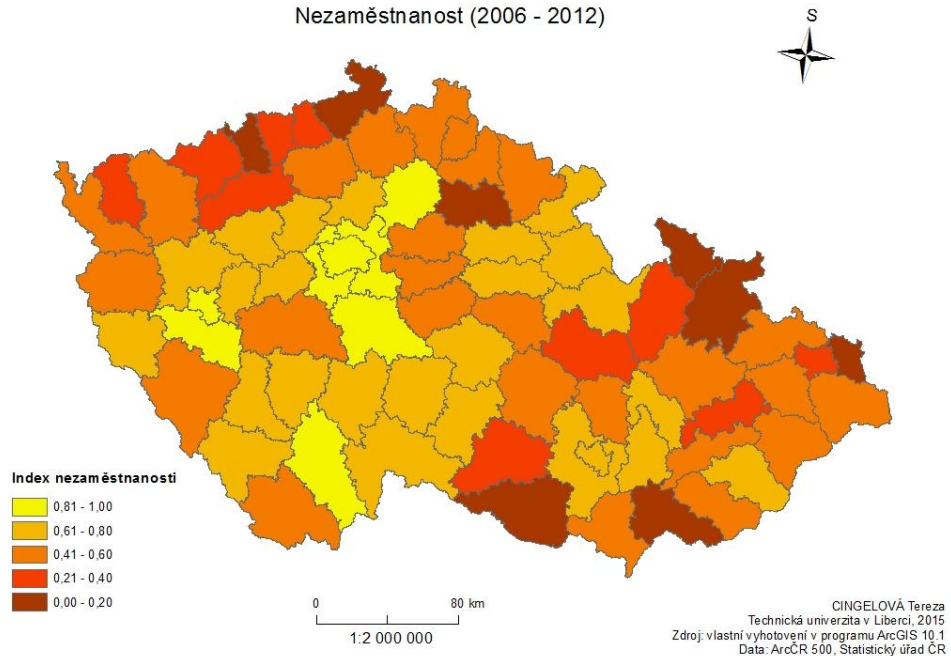 Nezaměstnanost (2006 - 2012)
S
Index nezaměstnanosti
0,81 - 1,00
0,61 - 0,80
0,41 - 0,60
0,21 - 0,40
0,00 - 0,20
0 80 km
1:2 000 000
CINGELOVÁ Tereza
Technická univerzita v Liberci, 2015
Zdroj: vlastní vyhotovení v programu ArcGIS 10.1
Data: ArcČR 500, Statistický úřad ČR